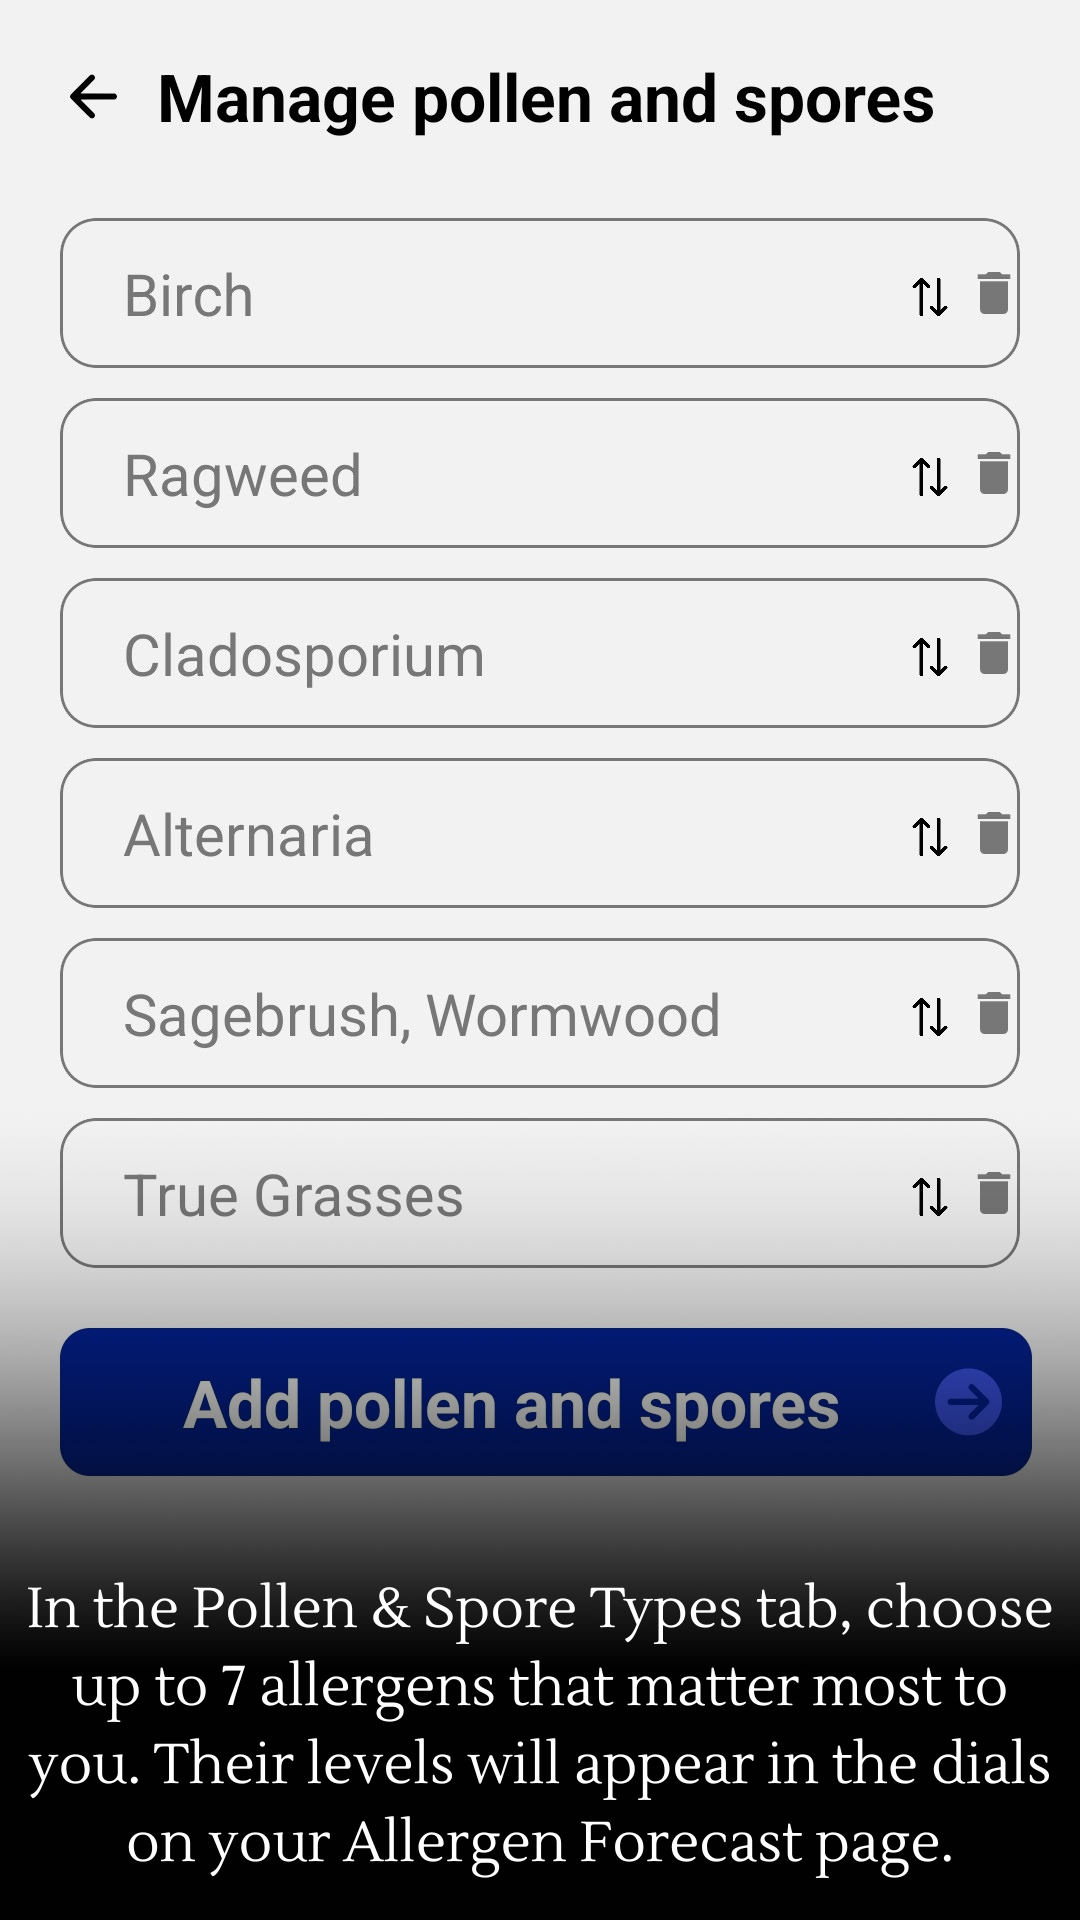 Manage pollen and spores
Birch
Ragweed
Cladosporium
Alternaria
Sagebrush, Wormwood
True Grasses
Add pollen and spores
In the Pollen & Spore Types tab, choose
up to 7 allergens that matter most to
you. Their levels will appear in the dials
on your Allergen Forecast page.